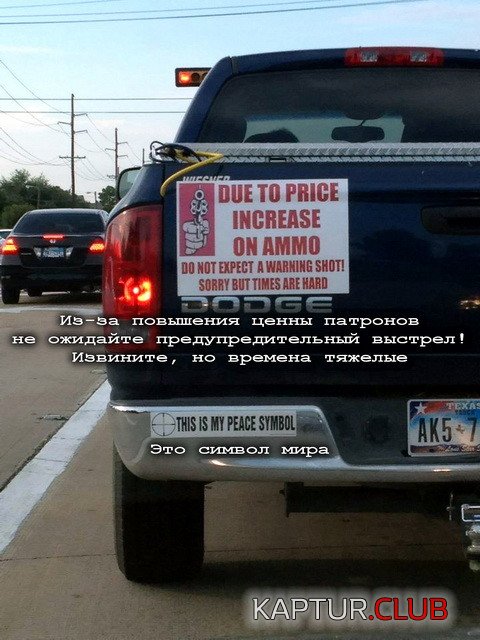 WIESNER
DUE TO PRICE
INCREASE
ON AMMO
DO NOT EXPECT A WARNING SHOT!
SORRY BUT TIMES ARE HARD
DODGE
Из-за повышения ценны патронов
не ожидайте предупредительный выстрел!
Извините, но времена тяжелые
THIS IS MY PEACE SYMBOL
Это символ мира
TEXAS
AK5 7
KAPTUR.CLUB